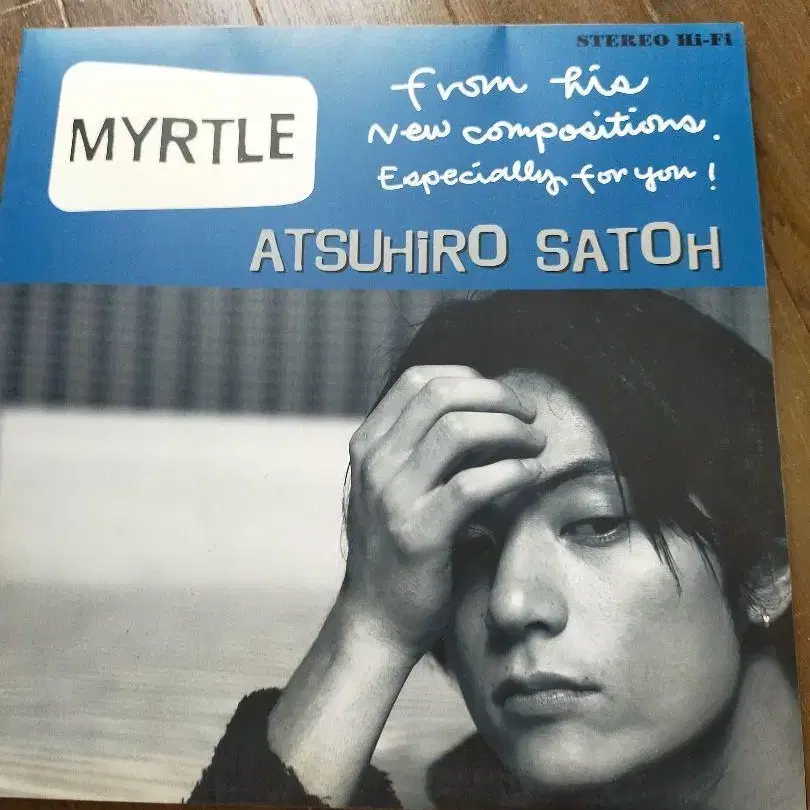 STEREO Hi-Fi
MYRTLE
from his
New compositions.
Especially for you!
ATSUHiRO SATOH